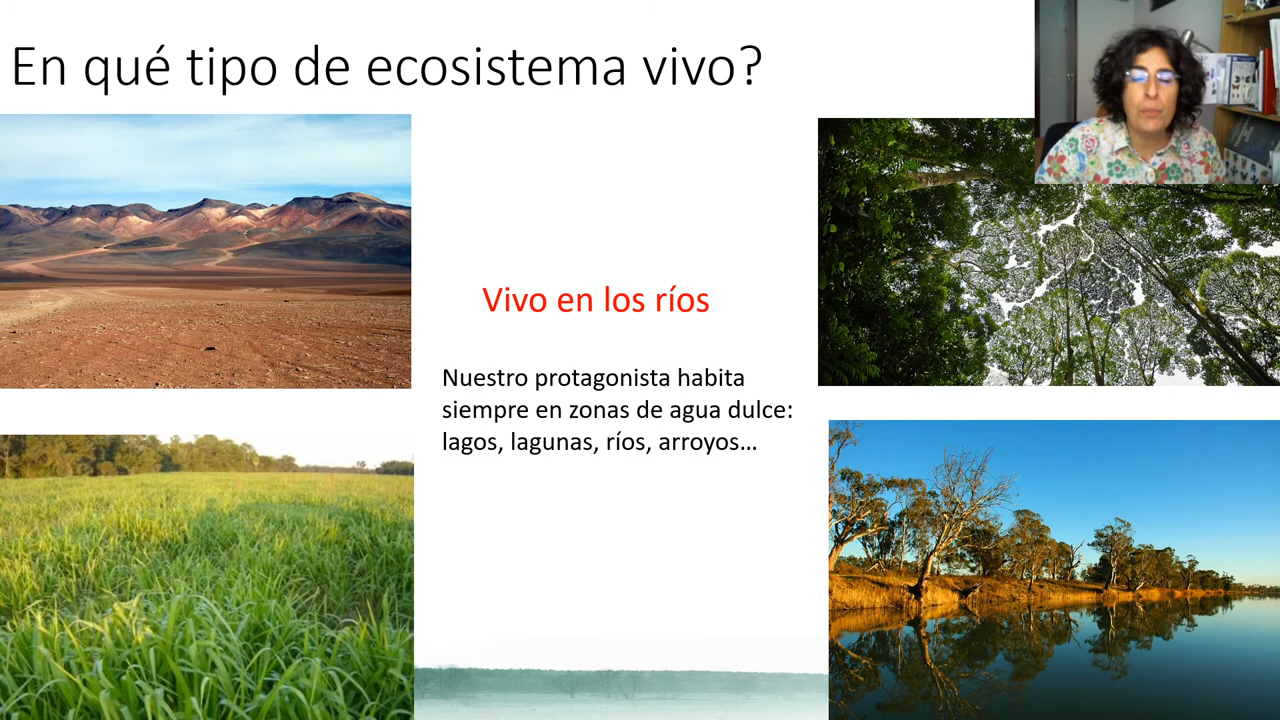 En qué tipo de ecosistema vivo?
Vivo en los ríos
Nuestro protagonista habita
siempre en zonas de agua dulce:
lagos, lagunas, ríos, arroyos…